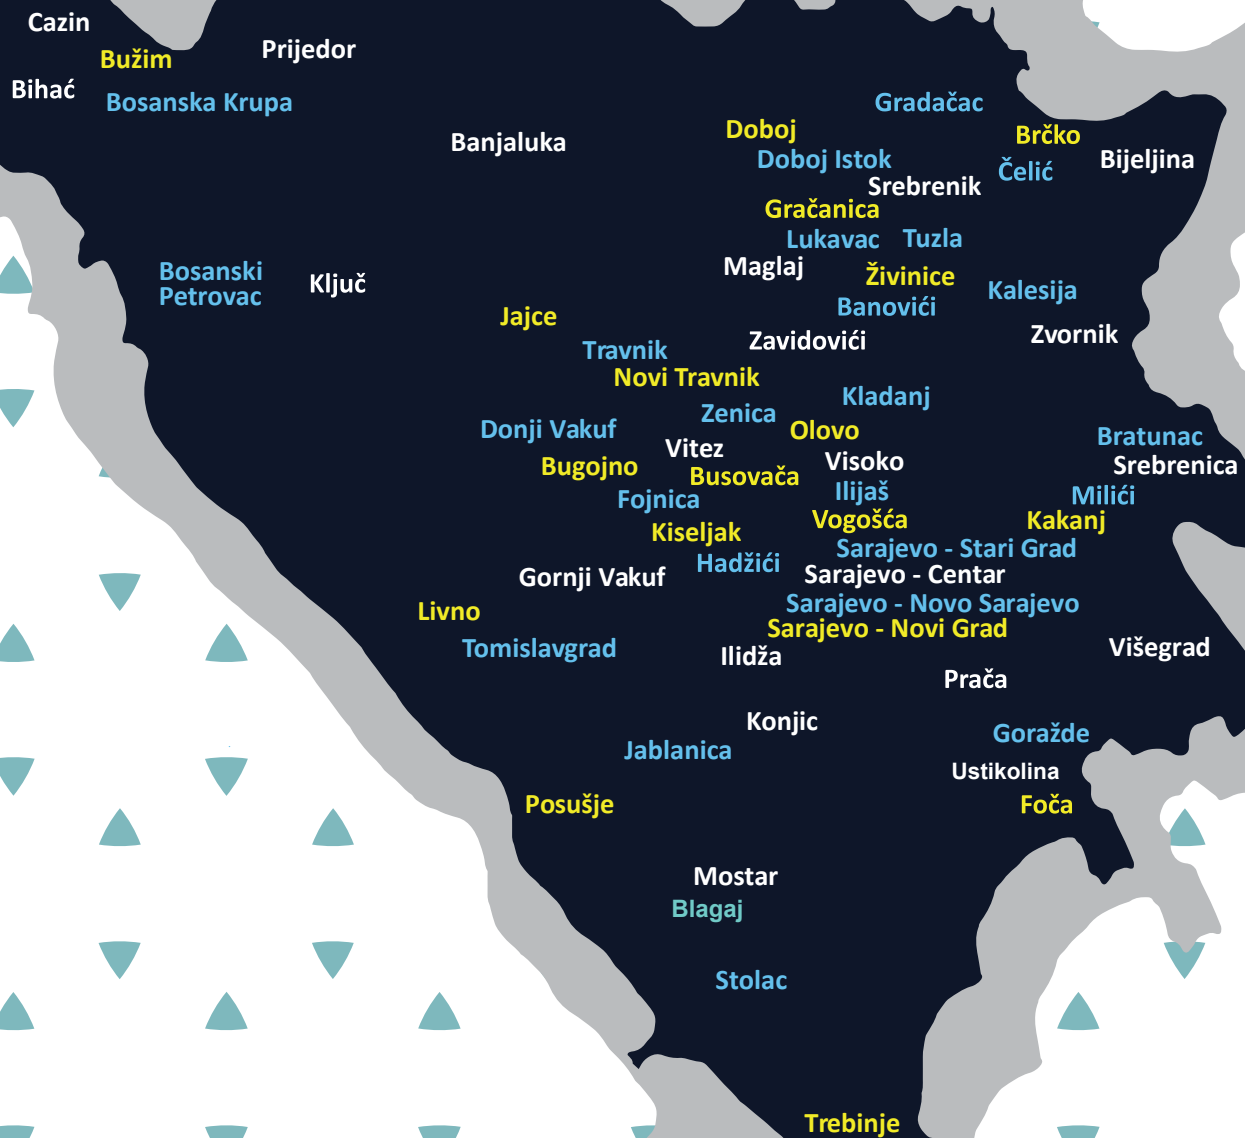 Cazin
Prijedor
Bužim
Bihać
Bosanska Krupa
Gradačac
Doboj
Brčko
Banjaluka
Doboj Istok
Bijeljina
Čelić
Srebrenik
Gračanica
Lukavac
Tuzla
Maglaj
Bosanski
Petrovac
Ključ
Živinice
Kalesija
Banovići
Jajce
Zvornik
Zavidovići
Travnik
Novi Travnik
Kladanj
Zenica
Donji Vakuf
Olovo
Bratunac
Vitez
Visoko
Srebrenica
Bugojno
Busovača
Ilijaš
Milići
Fojnica
Vogošća
Kakanj
Kiseljak
Sarajevo - Stari Grad
Hadžići
Sarajevo - Centar
Gornji Vakuf
Sarajevo - Novo Sarajevo
Livno
Sarajevo - Novi Grad
Tomislavgrad
Višegrad
Ilidža
Prača
Konjic
Goražde
Jablanica
Ustikolina
Posušje
Foča
Mostar
Blagaj
Stolac
Trebinje